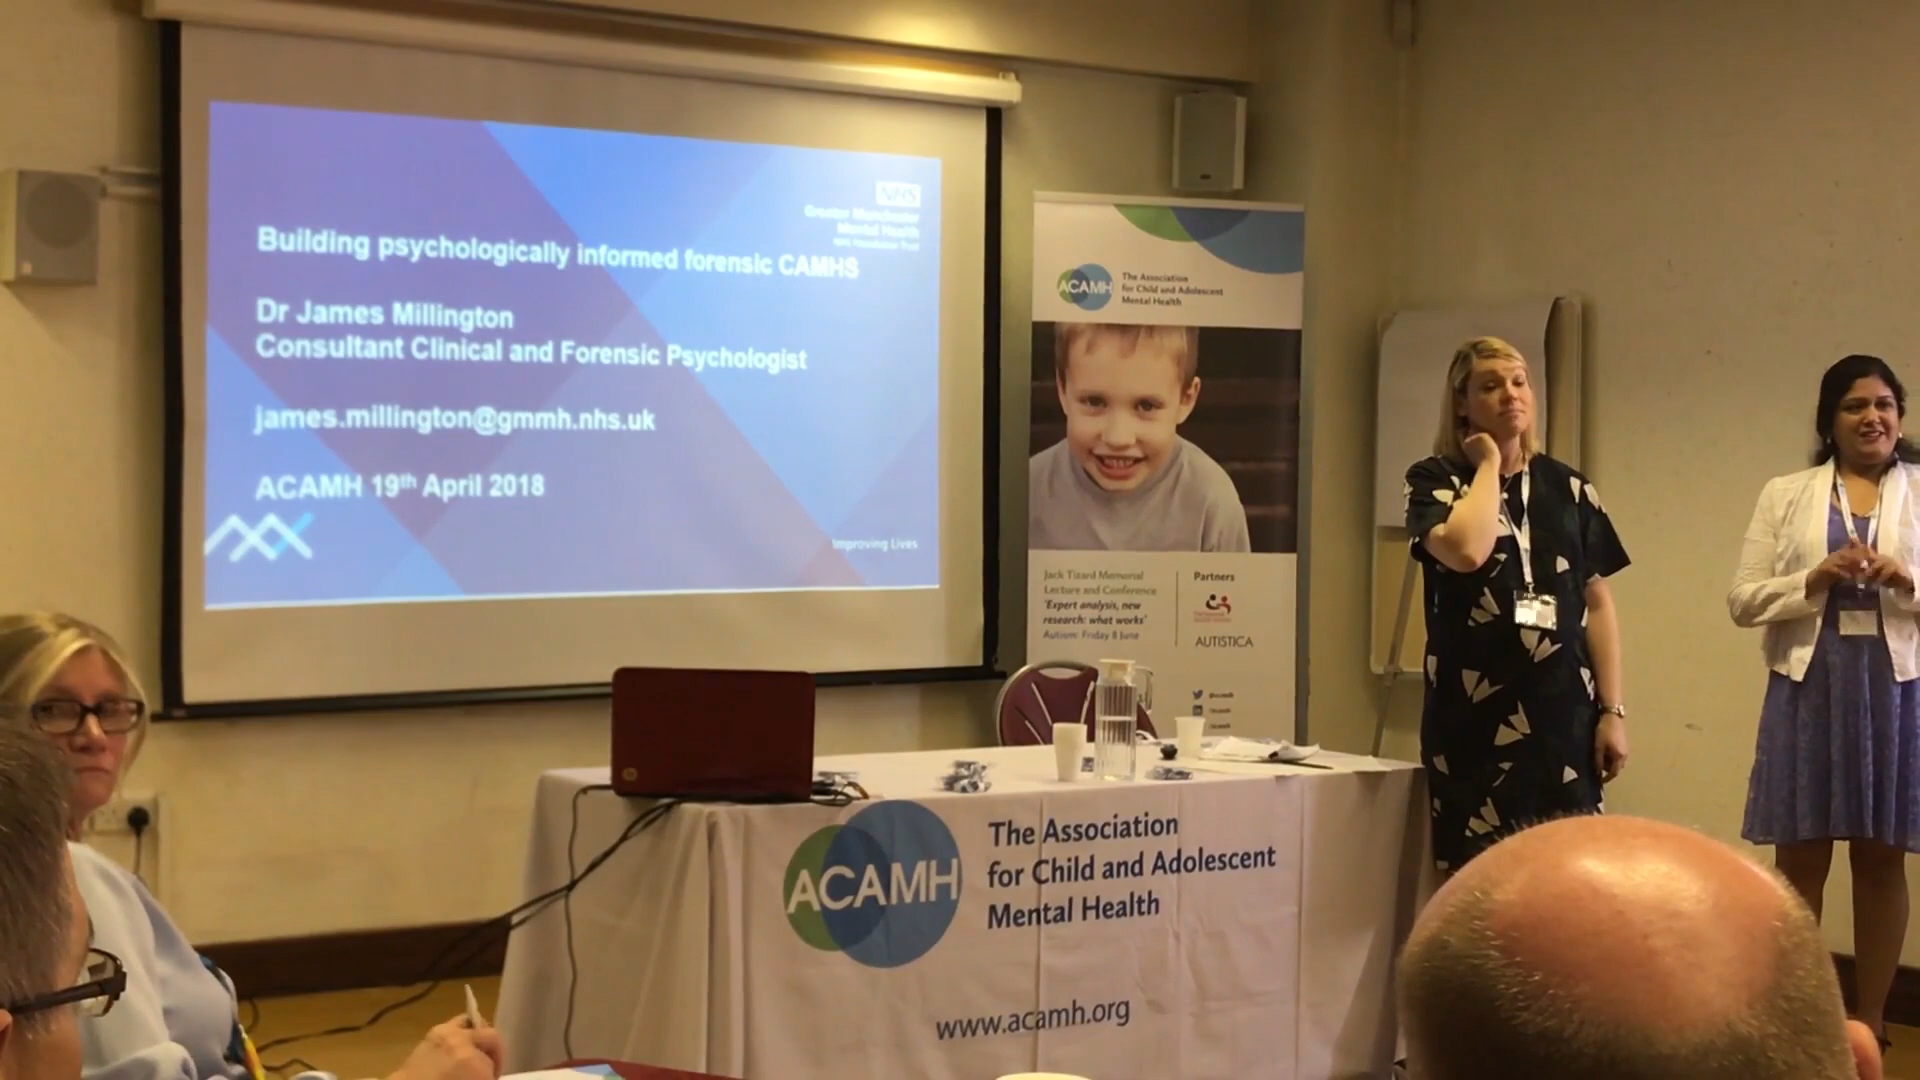 NHS
Greater Manchester
Mental Health
NHS Foundation Trust
Building psychologically informed forensic CAMHS
Dr James Millington
Consultant Clinical and Forensic Psychologist
james.millington@gmmh.nhs.uk
ACAMH 19th April 2018
Improving Lives
ACAMH
The Association
for Child and Adolescent
Mental Health
Jack Tizard Memorial
Lecture and Conference
'Expert analysis, new
research: what works'
Autism: Friday 8 June
Partners
AUTISTICA
ACAMH
The Association
for Child and Adolescent
Mental Health
www.acamh.org